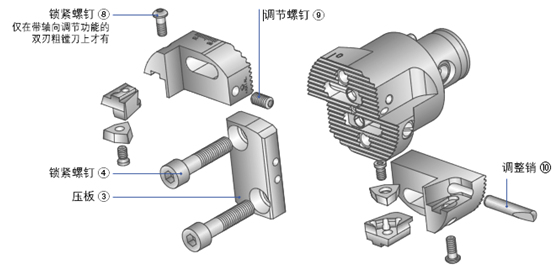 锁紧螺钉⑧
仅在带轴向调节功能的
双刃粗镗刀上才有
调节螺钉⑨
锁紧螺钉④
压板③
调整销⑩